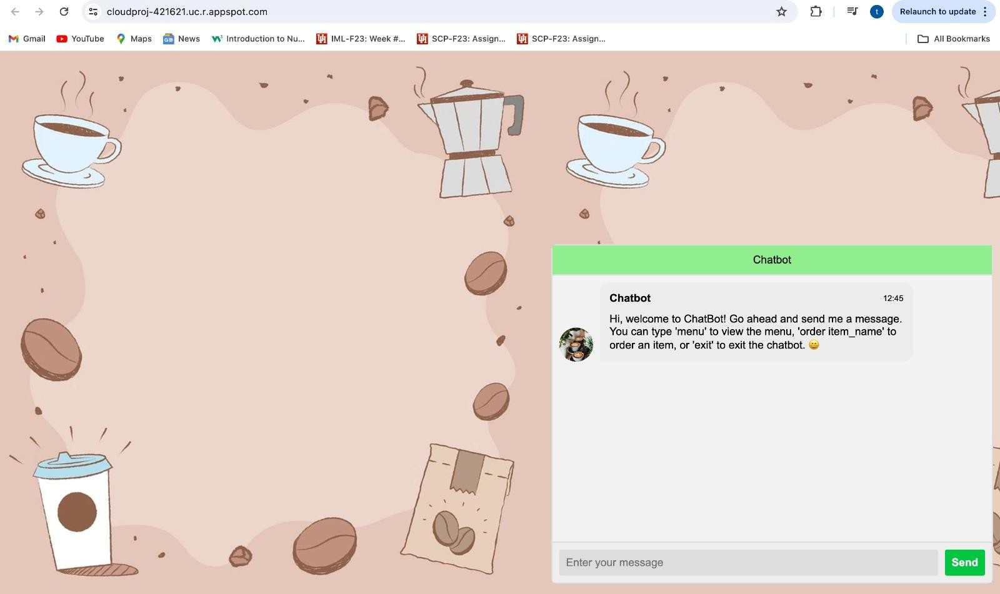 cloudproj-421621.uc.r.appspot.com
t
Relaunch to update
Gmail
YouTube
Maps
News
Introduction to Nu...
IML-F23: Week #...
SCP-F23: Assign...
SCP-F23: Assign...
All Bookmarks
Chatbot
Chatbot
12:45
Hi, welcome to ChatBot! Go ahead and send me a message.
You can type 'menu' to view the menu, 'order item_name' to
order an item, or 'exit' to exit the chatbot. 😄
Enter your message
Send